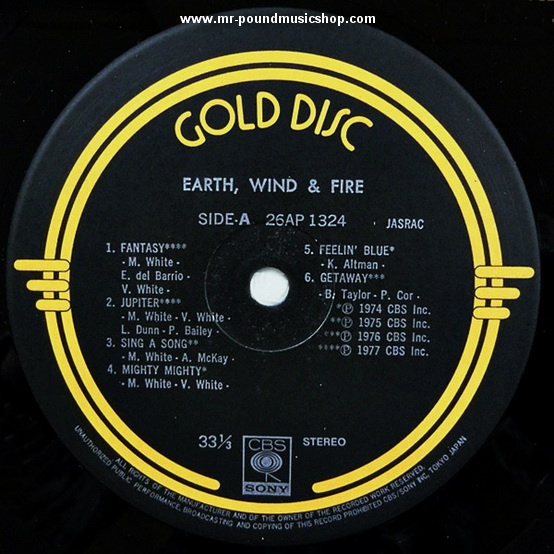 www.mr-poundmusicshop.com
GOLD DISC
EARTH, WIND & FIRE
SIDE-A 26AP 1324 JASRAC
1. FANTASY****
- M. White -
E. del Barrio
V. White -
2. JUPITER****
- M. White - V. White -
L. Dunn - P. Bailey -
3. SING A SONG**
- M. White - A. McKay -
4. MIGHTY MIGHTY*
- M. White - V. White -
5. FEELIN' BLUE*
- K. Altman -
6. GETAWAY***
- B. Taylor - P. Cor -
*Ⓟ 1974 CBS Inc.
**Ⓟ 1975 CBS Inc.
***Ⓟ 1976 CBS Inc.
****Ⓟ 1977 CBS Inc.
33⅓ CBS STEREO
SONY
ALL RIGHTS OF THE MANUFACTURER AND OF THE OWNER OF THE RECORDED WORK RESERVED.
UNAUTHORIZED PUBLIC PERFORMANCE, BROADCASTING AND COPYING OF THIS RECORD PROHIBITED CBS/SONY INC. TOKYO JAPAN